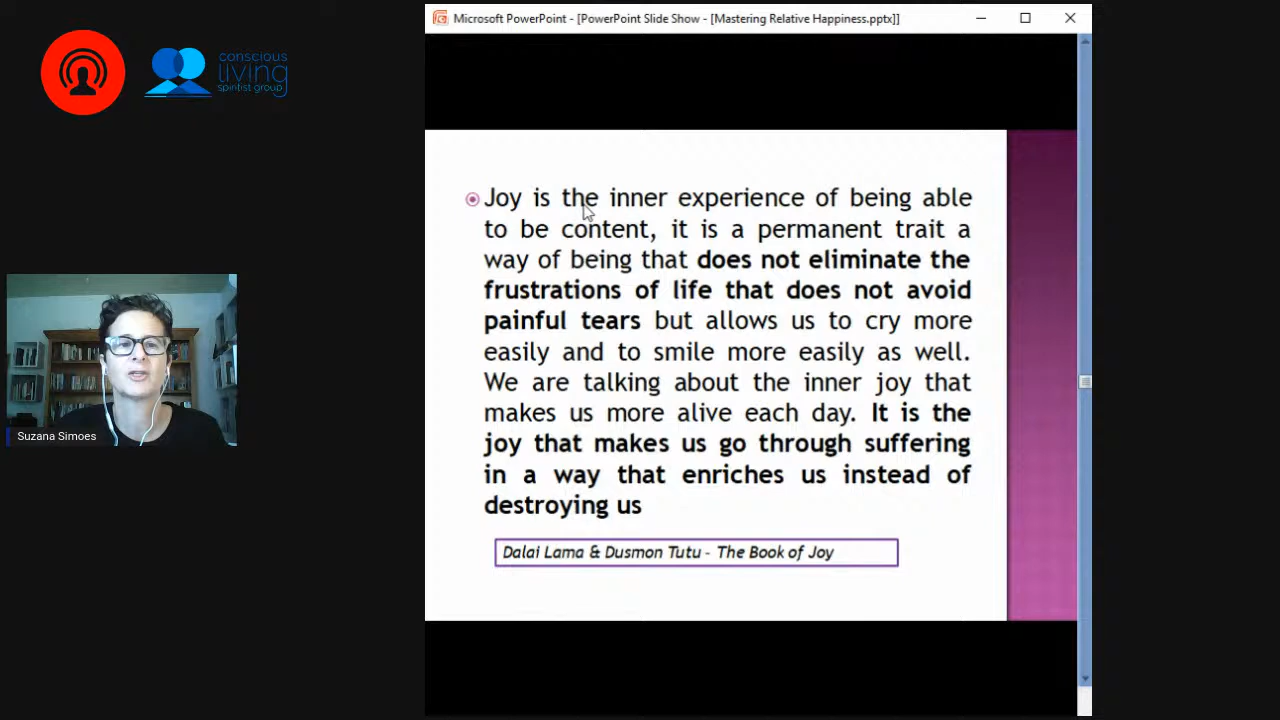 Microsoft PowerPoint - [PowerPoint Slide Show - [Mastering Relative Happiness.pptx]]
conscious
living
spiritist group
Joy is the inner experience of being able
to be content, it is a permanent trait a
way of being that does not eliminate the
frustrations of life that does not avoid
painful tears but allows us to cry more
easily and to smile more easily as well.
We are talking about the inner joy that
makes us more alive each day. It is the
joy that makes us go through suffering
in a way that enriches us instead of
destroying us
Dalai Lama & Dusmon Tutu - The Book of Joy
Suzana Simoes